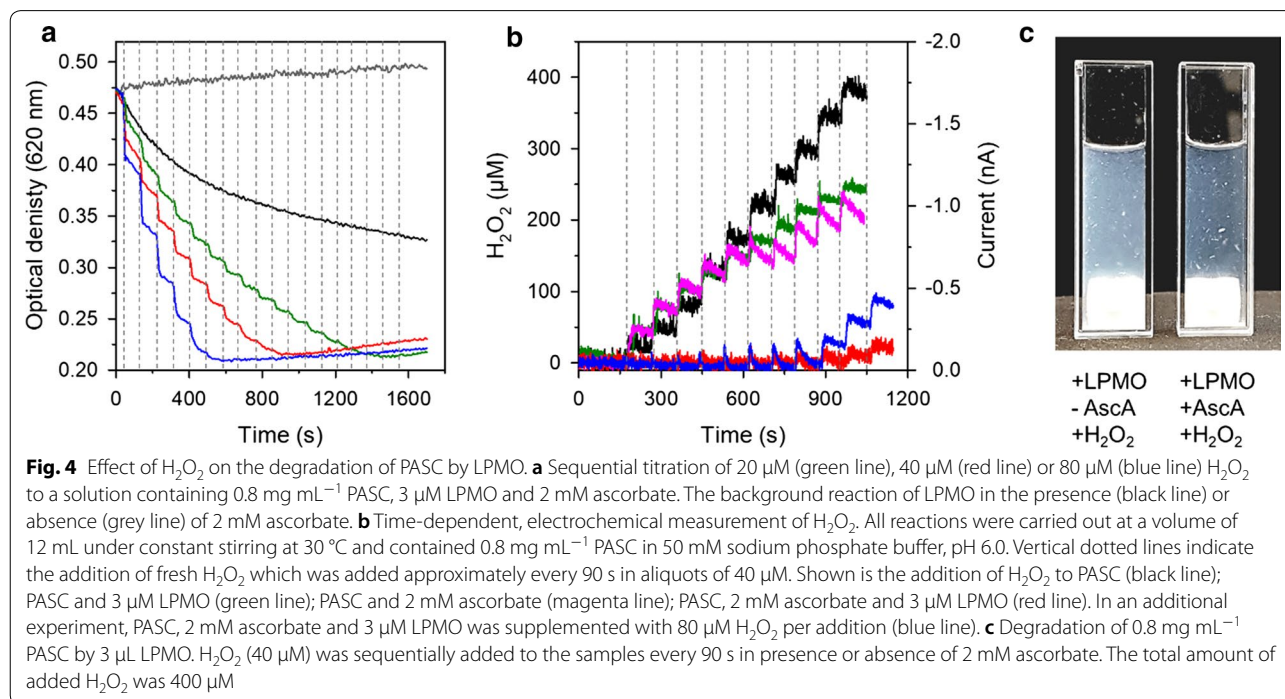 a
b
c
0.50
0.45
0.40
0.35
0.30
0.25
0.20
Optical denisty (620 nm)
0 400 800 1200 1600
Time (s)
400
300
200
100
0
H₂O₂ (µM)
-2.0
-1.5
-1.0
-0.5
0.0
Current (nA)
0 300 600 900 1200
Time (s)
+LPMO +LPMO
- AscA +AscA
+H₂O₂ +H₂O₂
Fig. 4 Effect of H₂O₂ on the degradation of PASC by LPMO. a Sequential titration of 20 µM (green line), 40 µM (red line) or 80 µM (blue line) H₂O₂
to a solution containing 0.8 mg mL⁻¹ PASC, 3 µM LPMO and 2 mM ascorbate. The background reaction of LPMO in the presence (black line) or
absence (grey line) of 2 mM ascorbate. b Time-dependent, electrochemical measurement of H₂O₂. All reactions were carried out at a volume of
12 mL under constant stirring at 30 °C and contained 0.8 mg mL⁻¹ PASC in 50 mM sodium phosphate buffer, pH 6.0. Vertical dotted lines indicate
the addition of fresh H₂O₂ which was added approximately every 90 s in aliquots of 40 µM. Shown is the addition of H₂O₂ to PASC (black line);
PASC and 3 µM LPMO (green line); PASC and 2 mM ascorbate (magenta line); PASC, 2 mM ascorbate and 3 µM LPMO (red line). In an additional
experiment, PASC, 2 mM ascorbate and 3 µM LPMO was supplemented with 80 µM H₂O₂ per addition (blue line). c Degradation of 0.8 mg mL⁻¹
PASC by 3 µL LPMO. H₂O₂ (40 µM) was sequentially added to the samples every 90 s in presence or absence of 2 mM ascorbate. The total amount of
added H₂O₂ was 400 µM